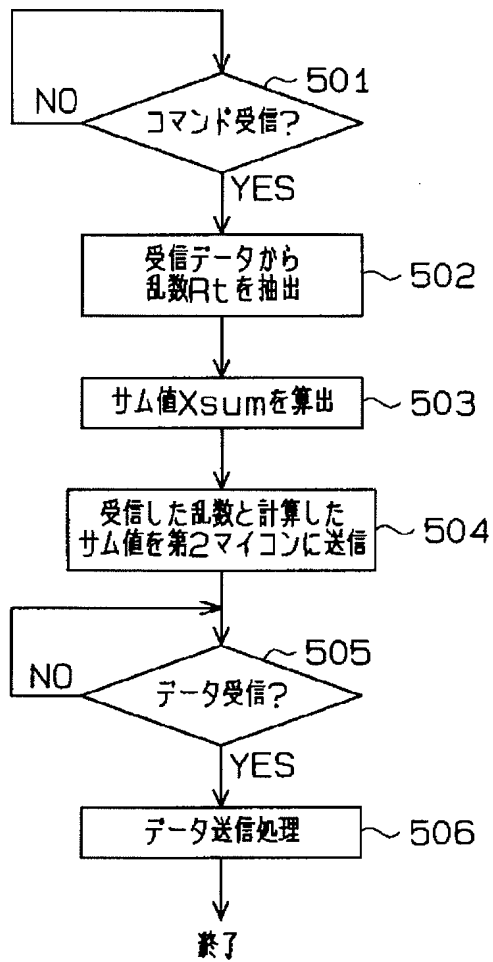 501
NO
コマンド受信?
YES
受信データから
乱数Rtを抽出
502
サム値Xsumを算出
503
受信した乱数と計算した
サム値を第2マイコンに送信
504
505
NO
データ受信?
YES
データ送信処理
506
終了